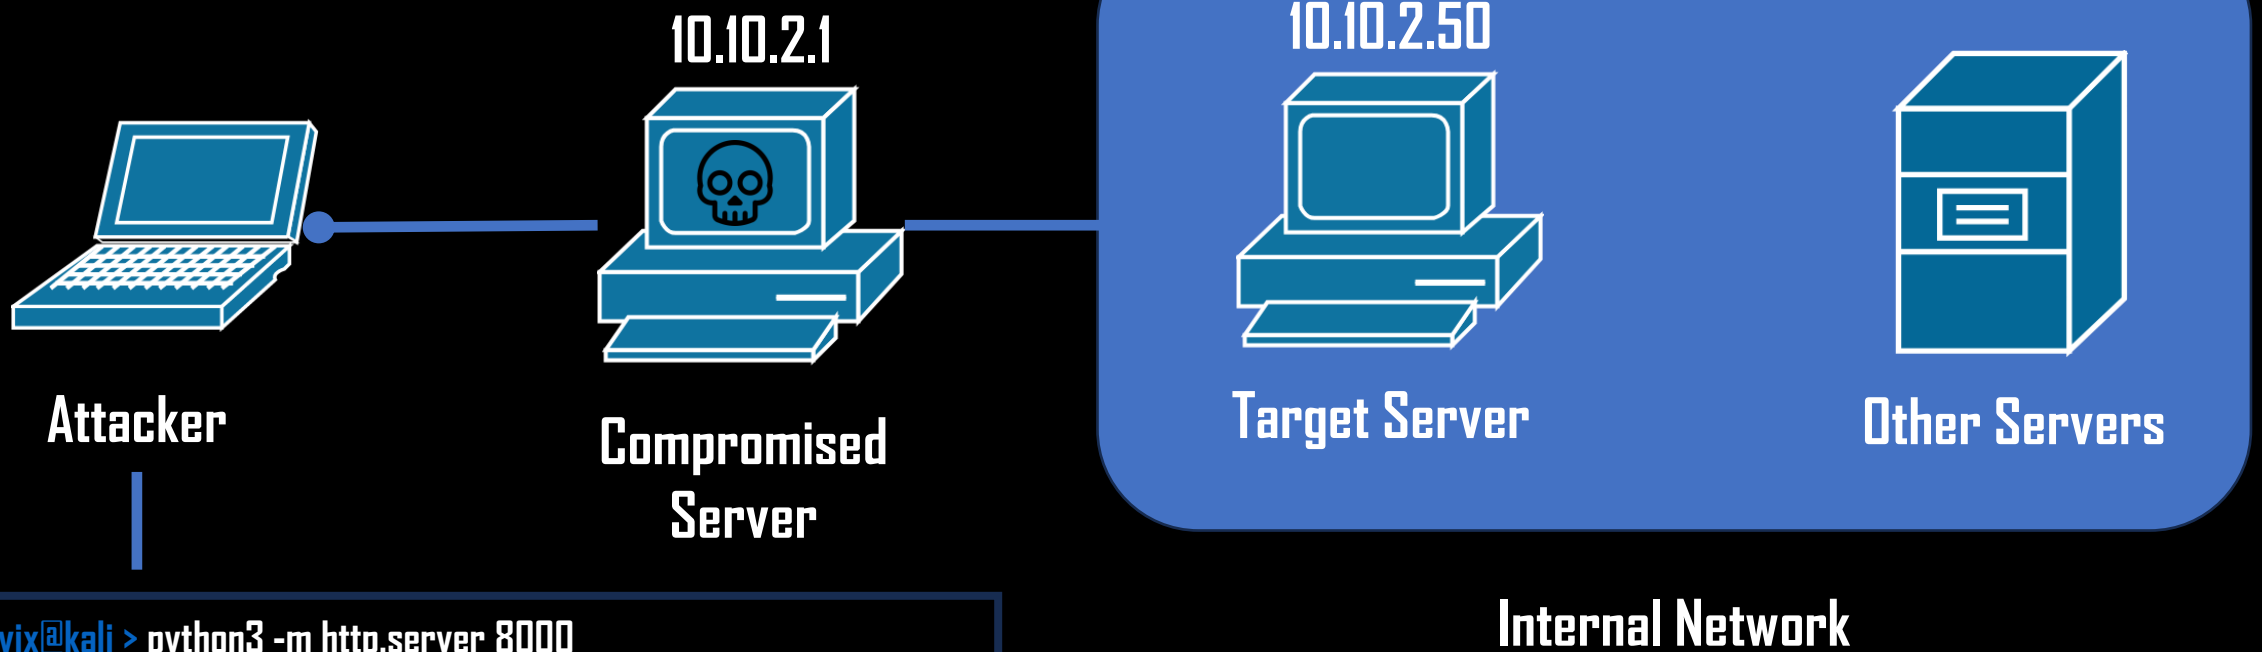 10.10.2.1
10.10.2.50
Attacker
Compromised
Server
Target Server
Other Servers
Internal Network
vix@kali > python3 -m http.server 8000